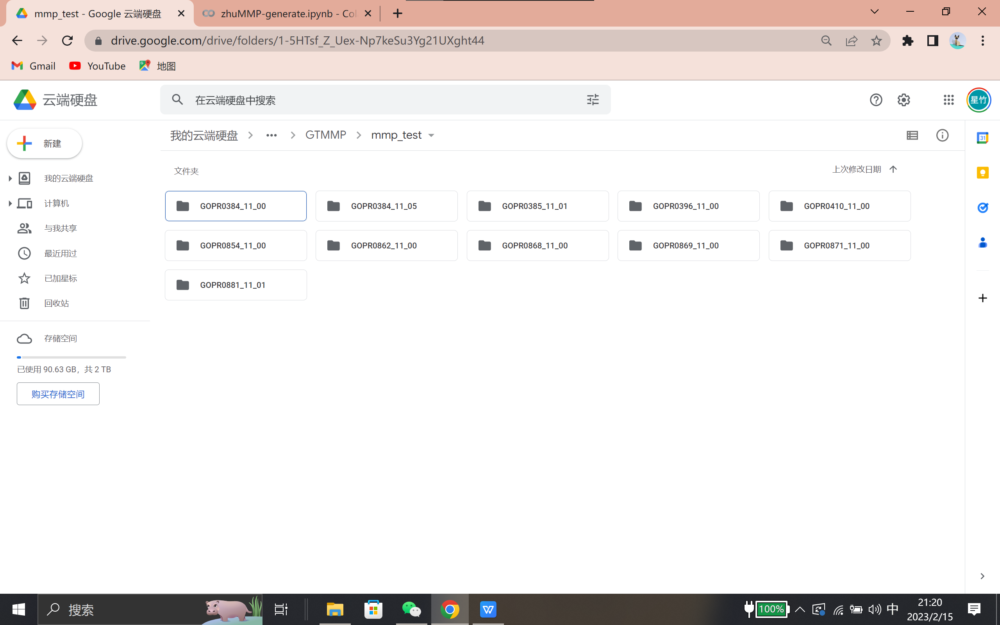 mmp_test - Google 云端硬盘
zhuMMP-generate.ipynb - Col
drive.google.com/drive/folders/1-5HTsf_Z_Uex-Np7keSu3Yg21UXght44
Gmail YouTube 地图
云端硬盘
在云端硬盘中搜索
星竹
新建
我的云端硬盘 GTMMP mmp_test
31
文件夹
上次修改日期
我的云端硬盘
计算机
与我共享
最近用过
已加星标
回收站
GOPR0384_11_00 GOPR0384_11_05 GOPR0385_11_01 GOPR0396_11_00 GOPR0410_11_00
GOPR0854_11_00 GOPR0862_11_00 GOPR0868_11_00 GOPR0869_11_00 GOPR0871_11_00
GOPR0881_11_01
存储空间
已使用 90.63 GB，共 2 TB
购买存储空间
搜索
100%
中
21:20
2023/2/15